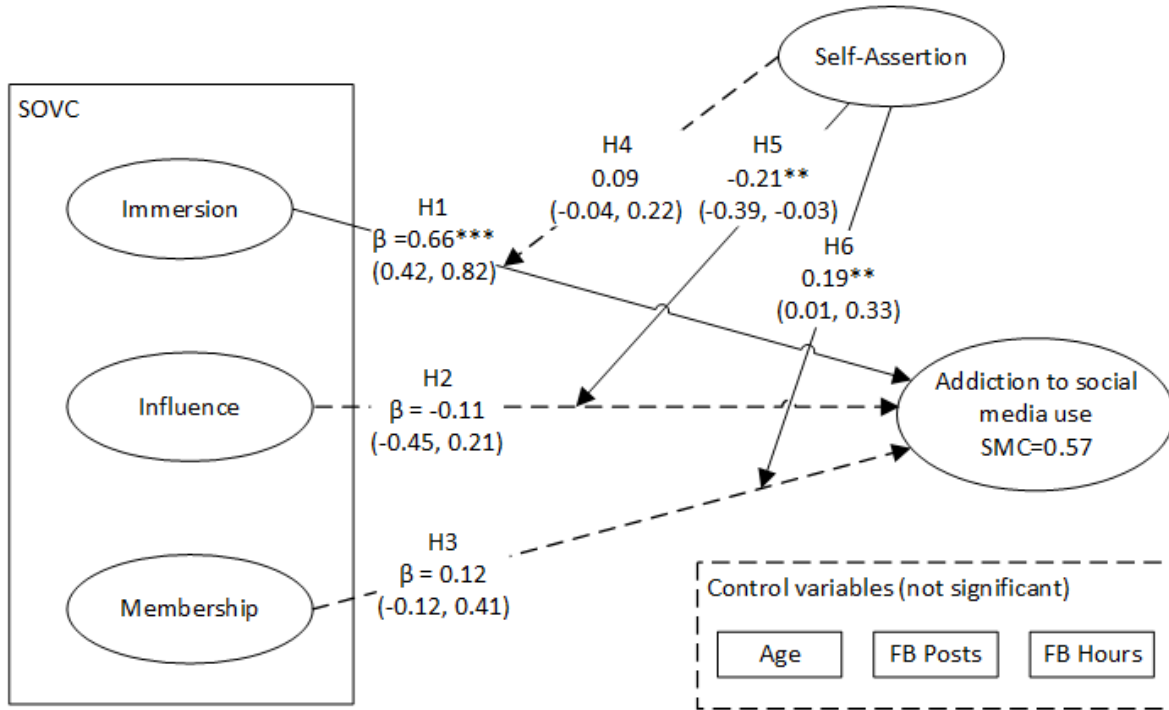 Self-Assertion
SOVC
Immersion
H1
β =0.66***
(0.42, 0.82)
H4
0.09
(-0.04, 0.22)
H5
-0.21**
(-0.39, -0.03)
H6
0.19**
(0.01, 0.33)
Influence
H2
β = -0.11
(-0.45, 0.21)
Addiction to social
media use
SMC=0.57
Membership
H3
β = 0.12
(-0.12, 0.41)
Control variables (not significant)
Age
FB Posts
FB Hours